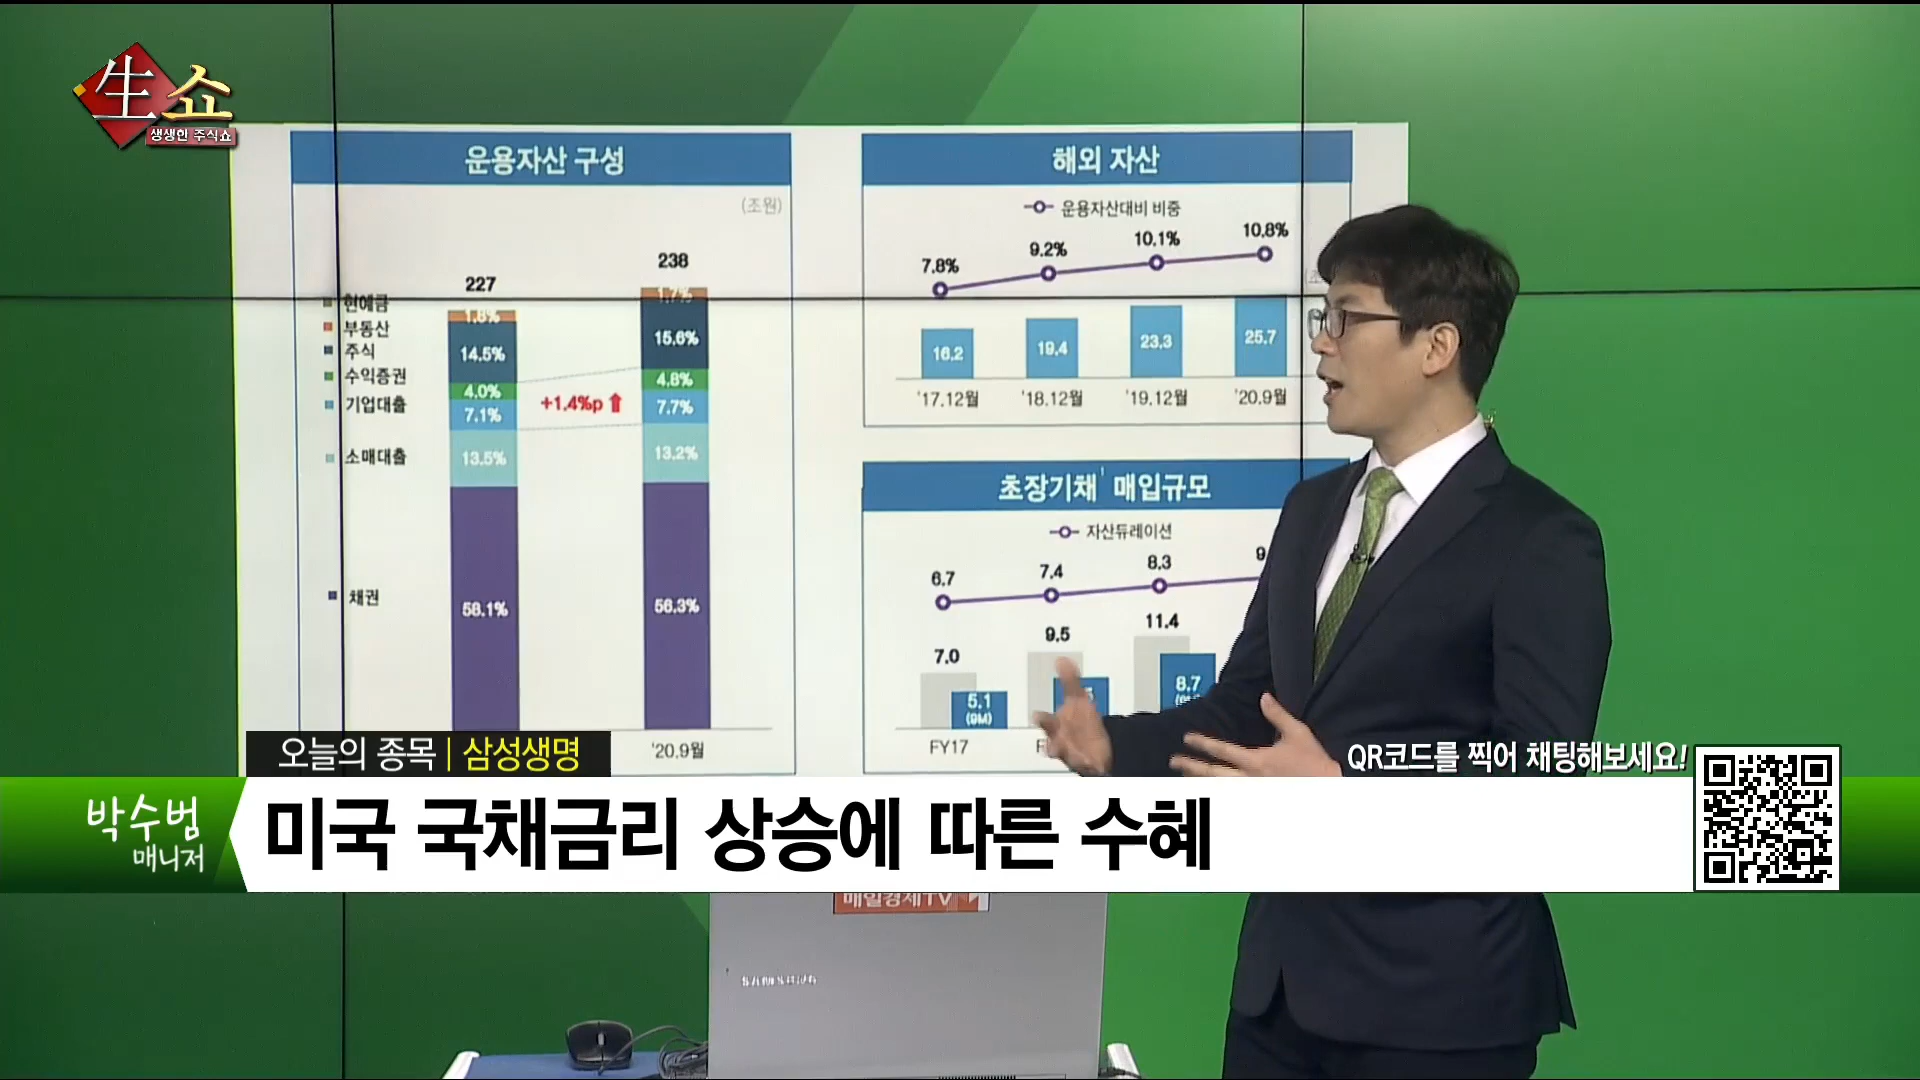 生쇼
생생한 주식쇼
운용자산 구성
(조원)
227
238
현예금
부동산
주식
수익증권
기업대출
소매대출
채권
1.8%
14.5%
4.0%
7.1%
13.5%
58.1%
+1.4%p
1.7%
15.6%
4.8%
7.7%
13.2%
56.3%
'20.9월
해외 자산
운용자산대비 비중
7.8%
9.2%
10.1%
10.8%
16.2
19.4
23.3
25.7
'17.12월
'18.12월
'19.12월
'20.9월
초장기채¹ 매입규모
자산듀레이션
6.7
7.4
8.3
7.0
9.5
11.4
5.1
(9M)
8.7
FY17
오늘의 종목 | 삼성생명
QR코드를 찍어 채팅해보세요!
박수범
매니저
미국 국채금리 상승에 따른 수혜
매일경제TV